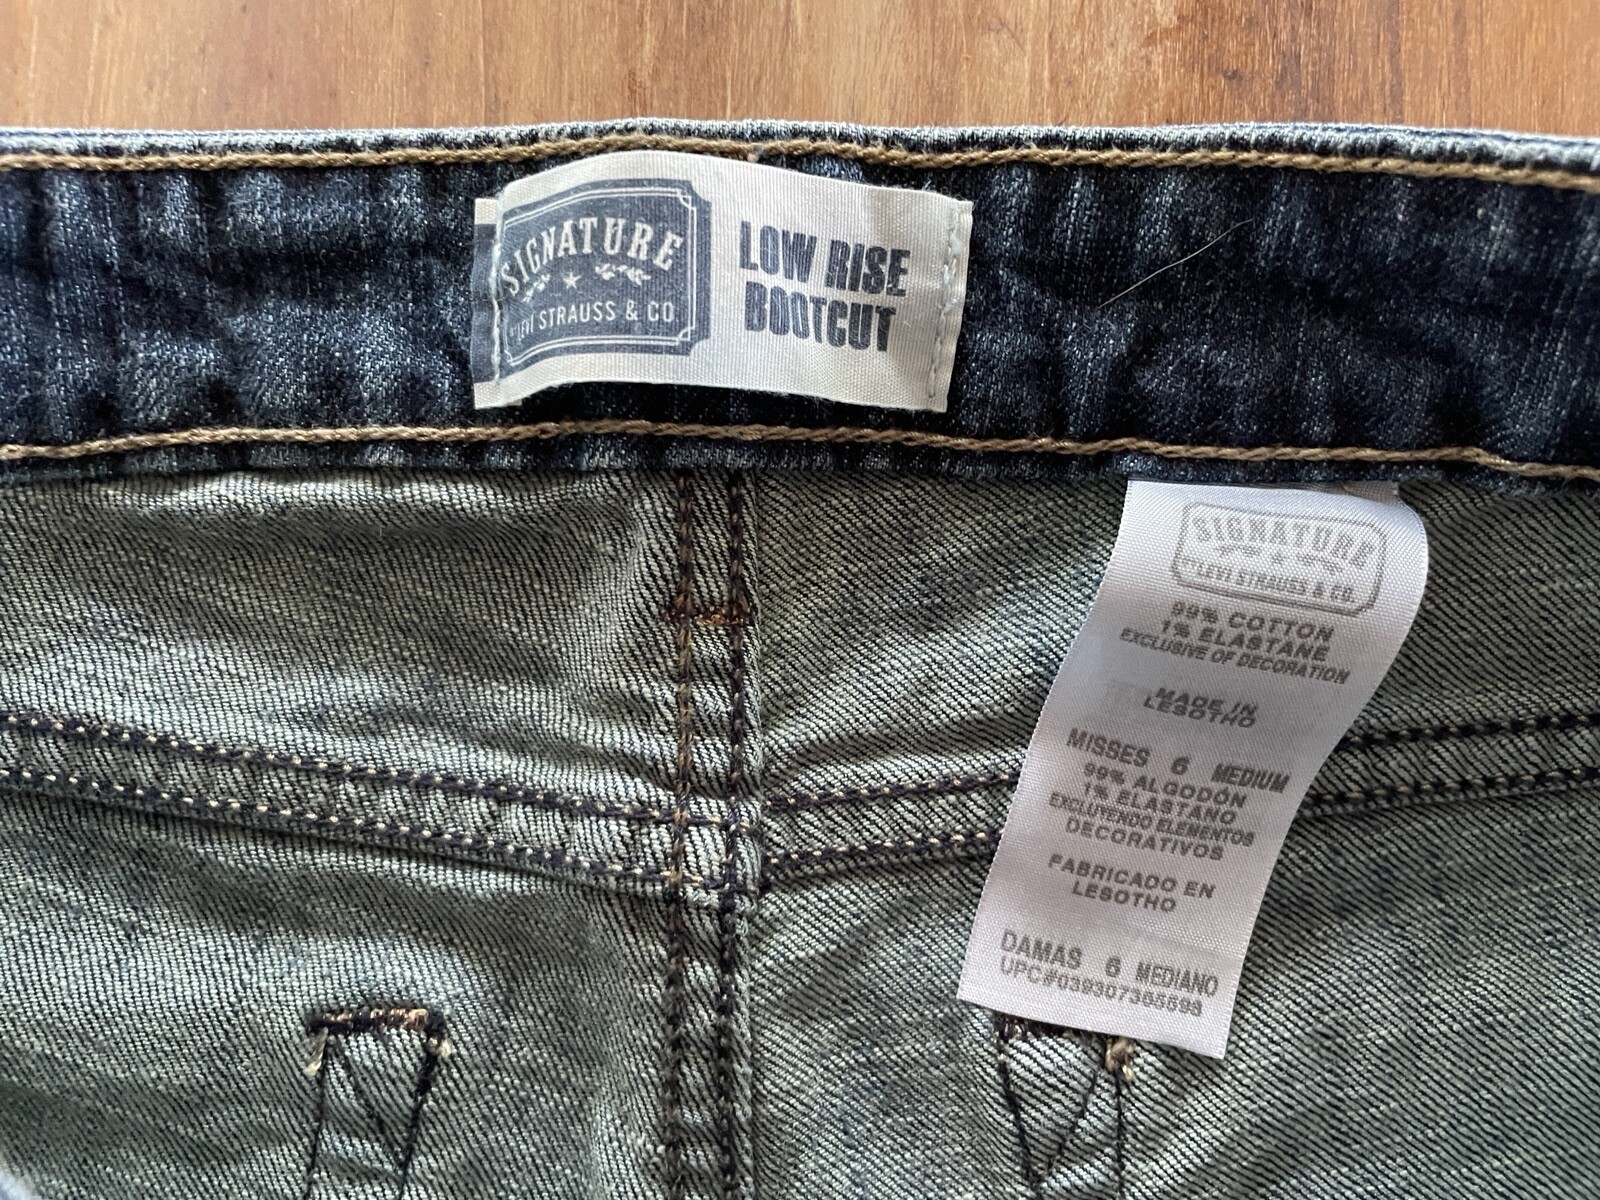 SIGNATURE
LEVI STRAUSS & CO.
LOW RISE
BOOTCUT
SIGNATURE
LEVI STRAUSS & CO.
99% COTTON
1% ELASTANE
EXCLUSIVE OF DECORATION
MADE IN
LESOTHO
MISSES 6 MEDIUM
99% ALGODÓN
1% ELASTANO
EXCLUYENDO ELEMENTOS
DECORATIVOS
FABRICADO EN
LESOTHO
DAMAS 6 MEDIANO